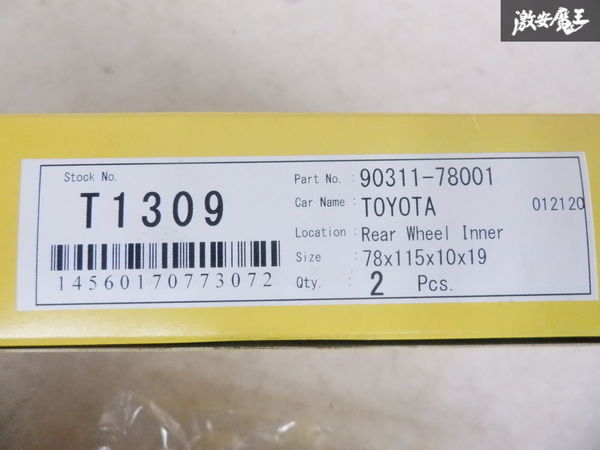 激安魔王
Stock No.
T1309
14560170773072
Part No. : 90311-78001
Car Name : TOYOTA 012120
Location : Rear Wheel Inner
Size : 78x115x10x19
Qty. : 2 Pcs.